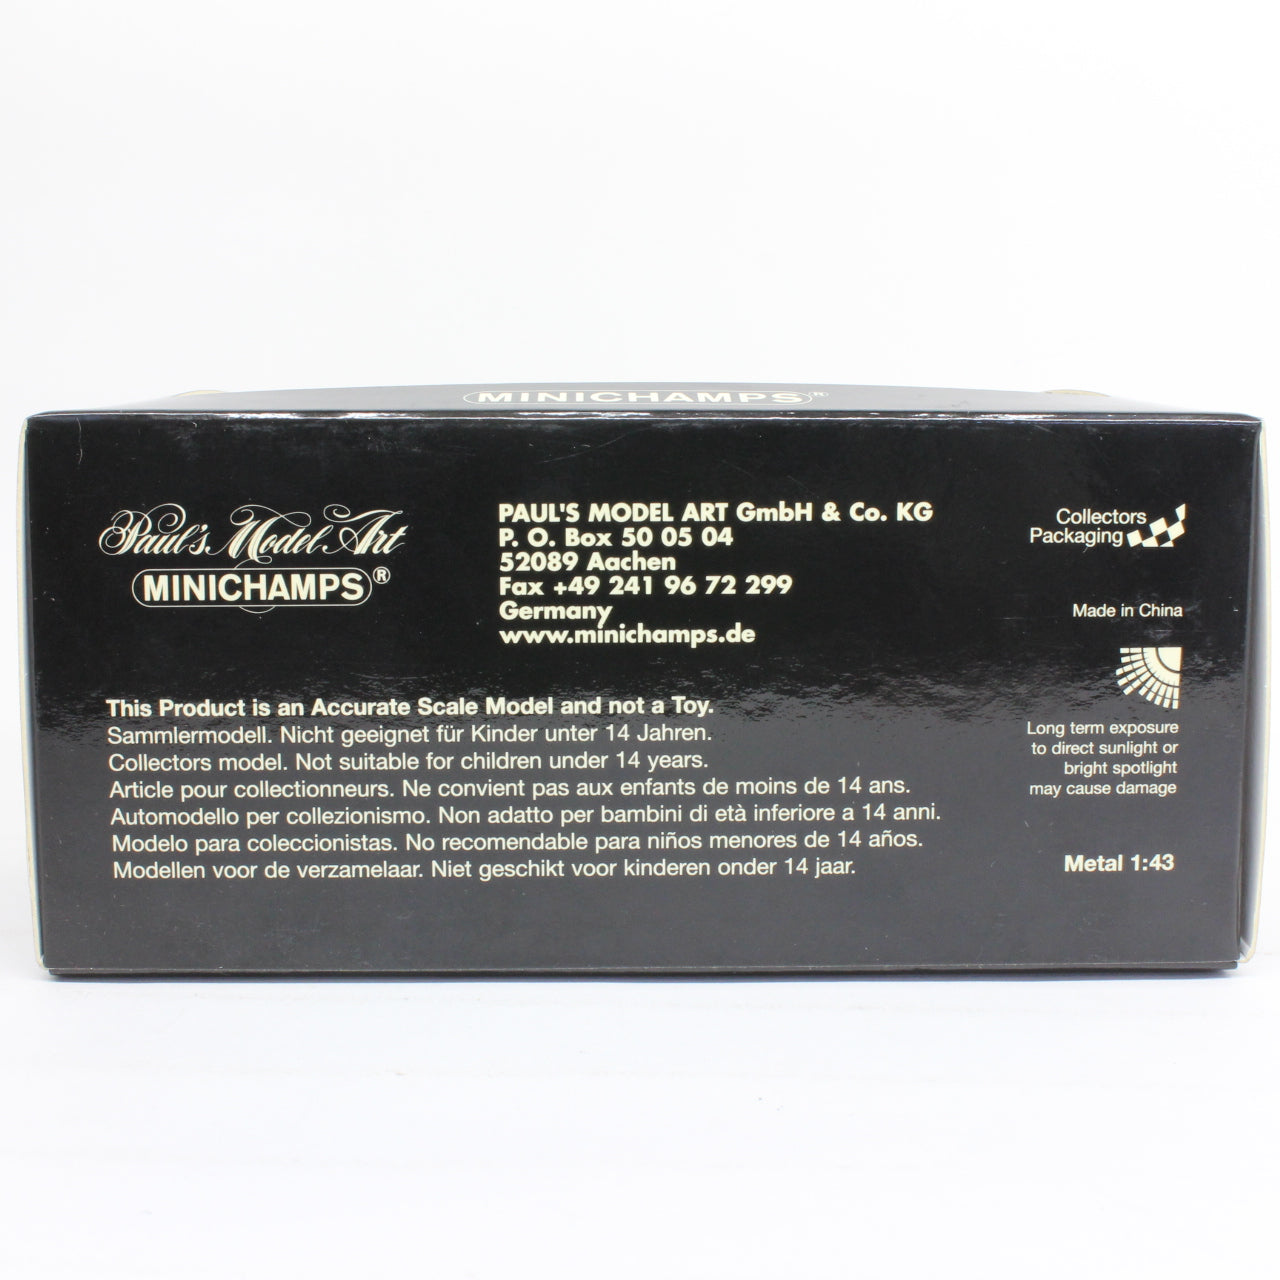 MINICHAMPS®
Paul's Model Art
MINICHAMPS®
PAUL'S MODEL ART GmbH & Co. KG
P. O. Box 50 05 04
52089 Aachen
Fax +49 241 96 72 299
Germany
www.minichamps.de
Collectors
Packaging
Made in China
This Product is an Accurate Scale Model and not a Toy.
Sammlermodell. Nicht geeignet für Kinder unter 14 Jahren.
Collectors model. Not suitable for children under 14 years.
Article pour collectionneurs. Ne convient pas aux enfants de moins de 14 ans.
Automodello per collezionismo. Non adatto per bambini di età inferiore a 14 anni.
Modelo para coleccionistas. No recomendable para niños menores de 14 años.
Modellen voor de verzamelaar. Niet geschikt voor kinderen onder 14 jaar.
Long term exposure
to direct sunlight or
bright spotlight
may cause damage
Metal 1:43